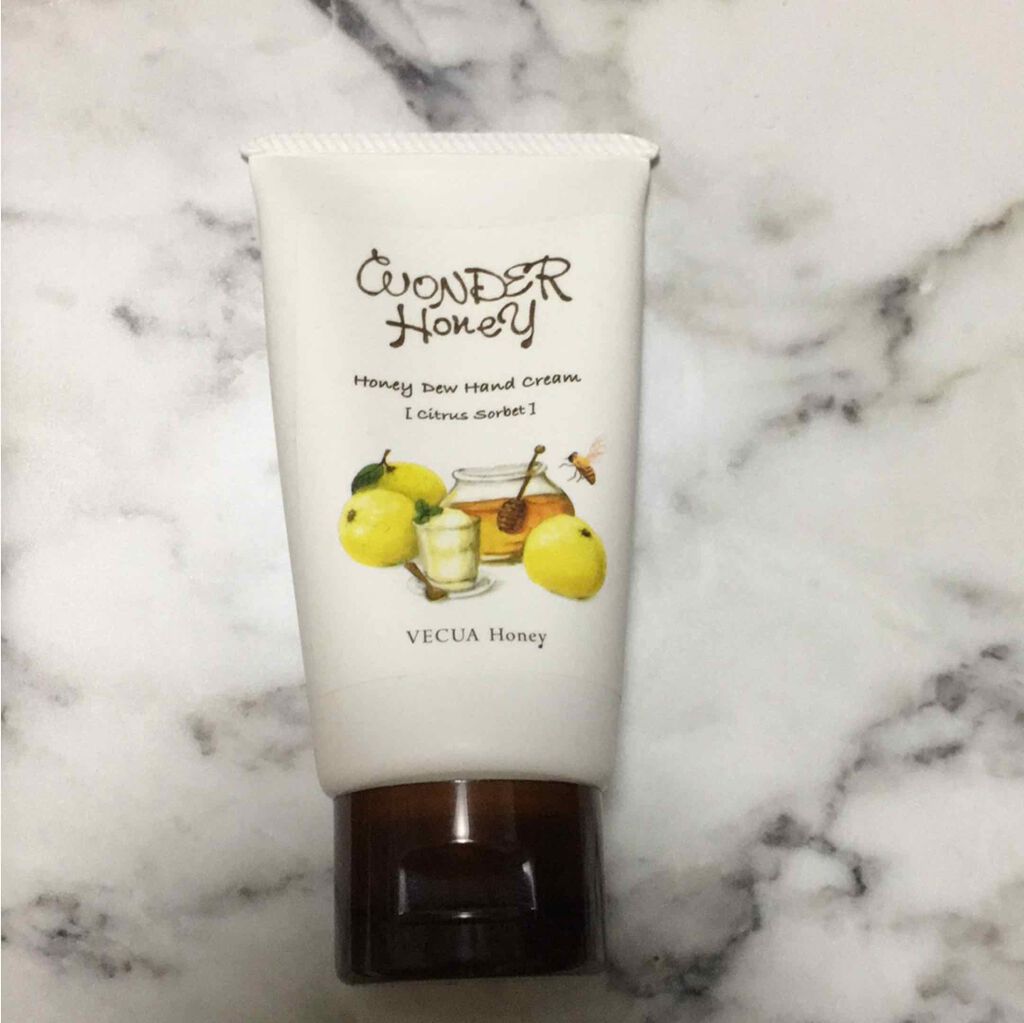 WONDER
Honey
Honey Dew Hand Cream
[Citrus Sorbet]
VECUA Honey